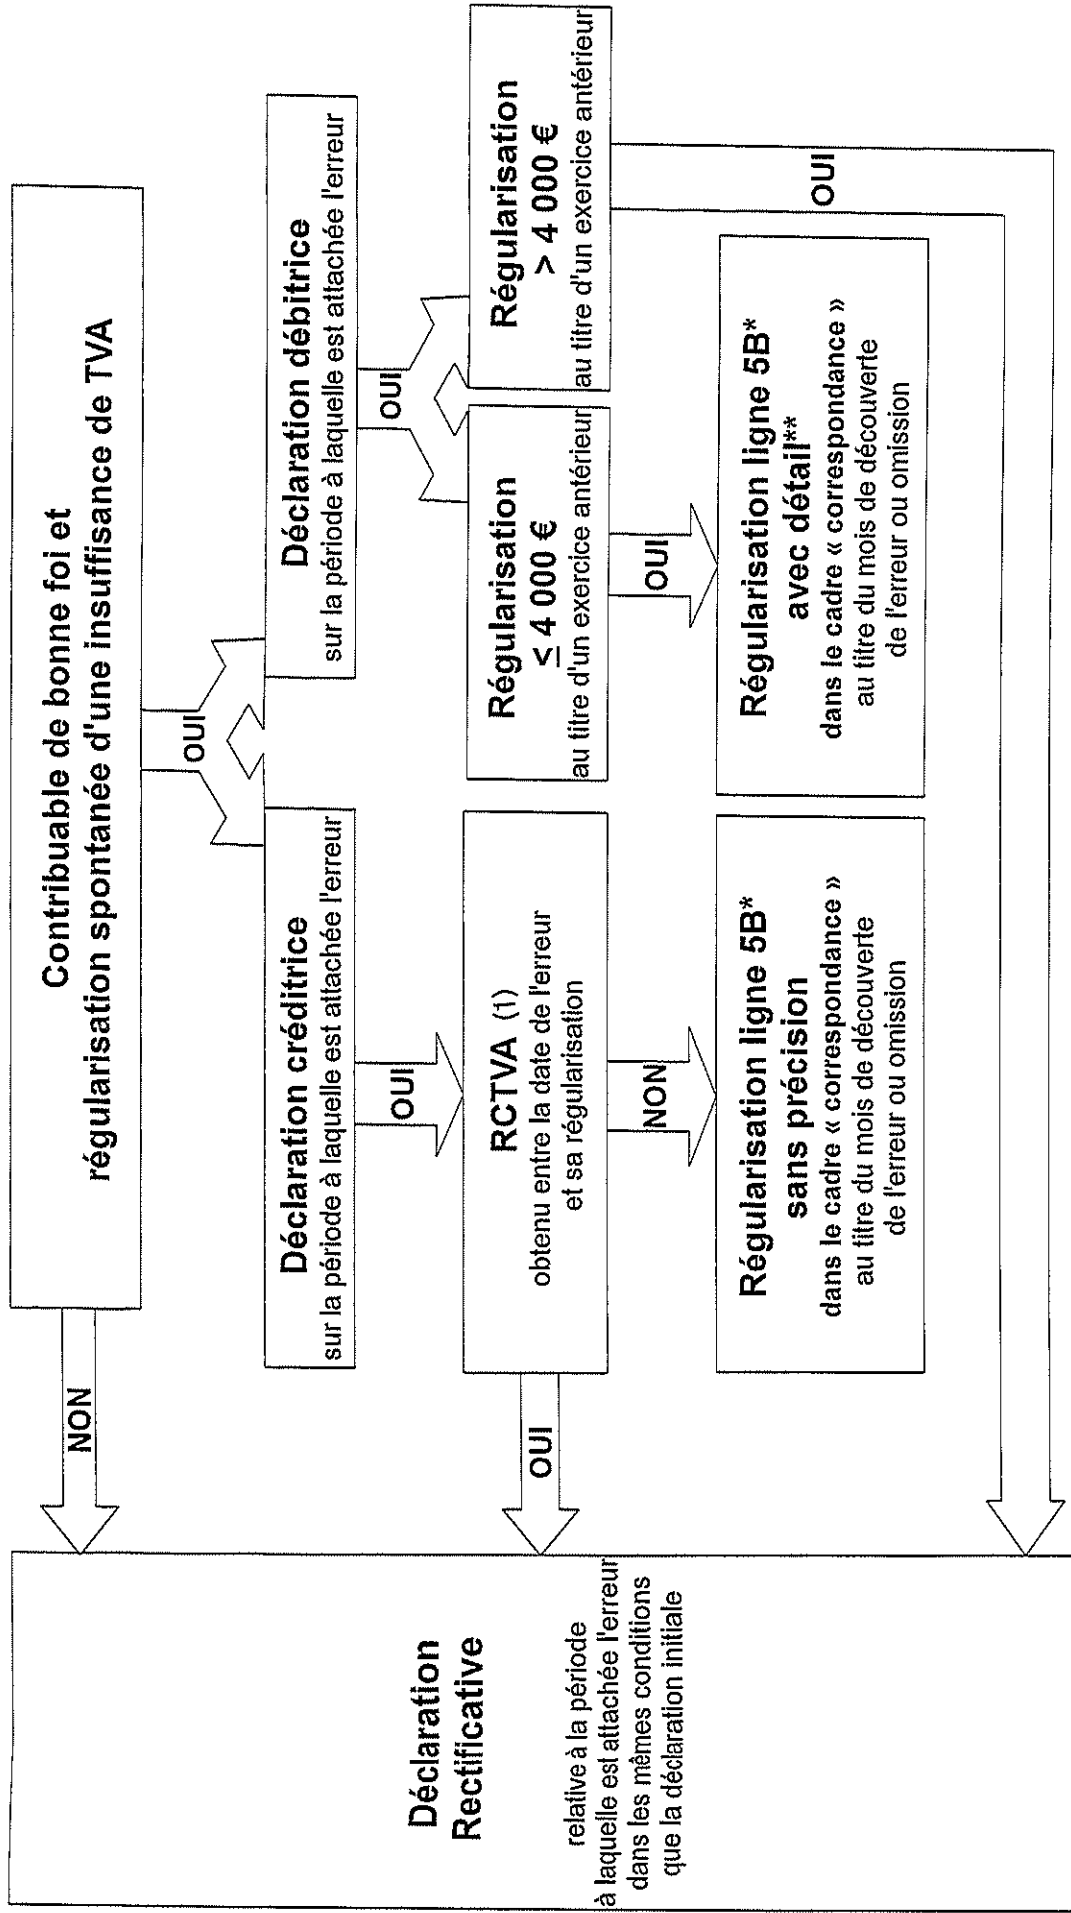 Contribuable de bonne foi et
régularisation spontanée d'une insuffisance de TVA
NON
OUI
Déclaration créditrice
sur la période à laquelle est attachée l'erreur
Déclaration débitrice
sur la période à laquelle est attachée l'erreur
OUI
OUI
RCTVA (1)
obtenu entre la date de l'erreur
et sa régularisation
Régularisation
≤ 4 000 €
au titre d'un exercice antérieur
Régularisation
> 4 000 €
au titre d'un exercice antérieur
OUI
NON
OUI
OUI
Régularisation ligne 5B*
sans précision
dans le cadre « correspondance »
au titre du mois de découverte
de l'erreur ou omission
Régularisation ligne 5B*
avec détail**
dans le cadre « correspondance »
au titre du mois de découverte
de l'erreur ou omission
Déclaration
Rectificative
relative à la période
à laquelle est attachée l'erreur
dans les mêmes conditions
que la déclaration initiale